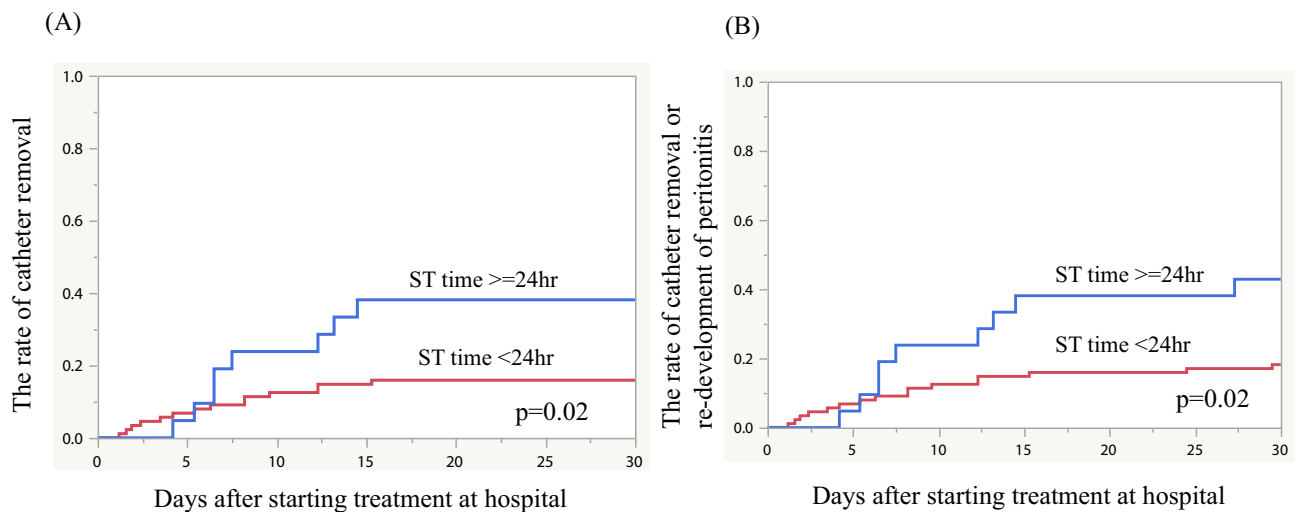 (A)
The rate of catheter removal
1.0
0.8
0.6
0.4
0.2
0.0
ST time >=24hr
ST time <24hr
p=0.02
0 5 10 15 20 25 30
Days after starting treatment at hospital
(B)
The rate of catheter removal or
re-development of peritonitis
1.0
0.8
0.6
0.4
0.2
0.0
ST time >=24hr
ST time <24hr
p=0.02
0 5 10 15 20 25 30
Days after starting treatment at hospital